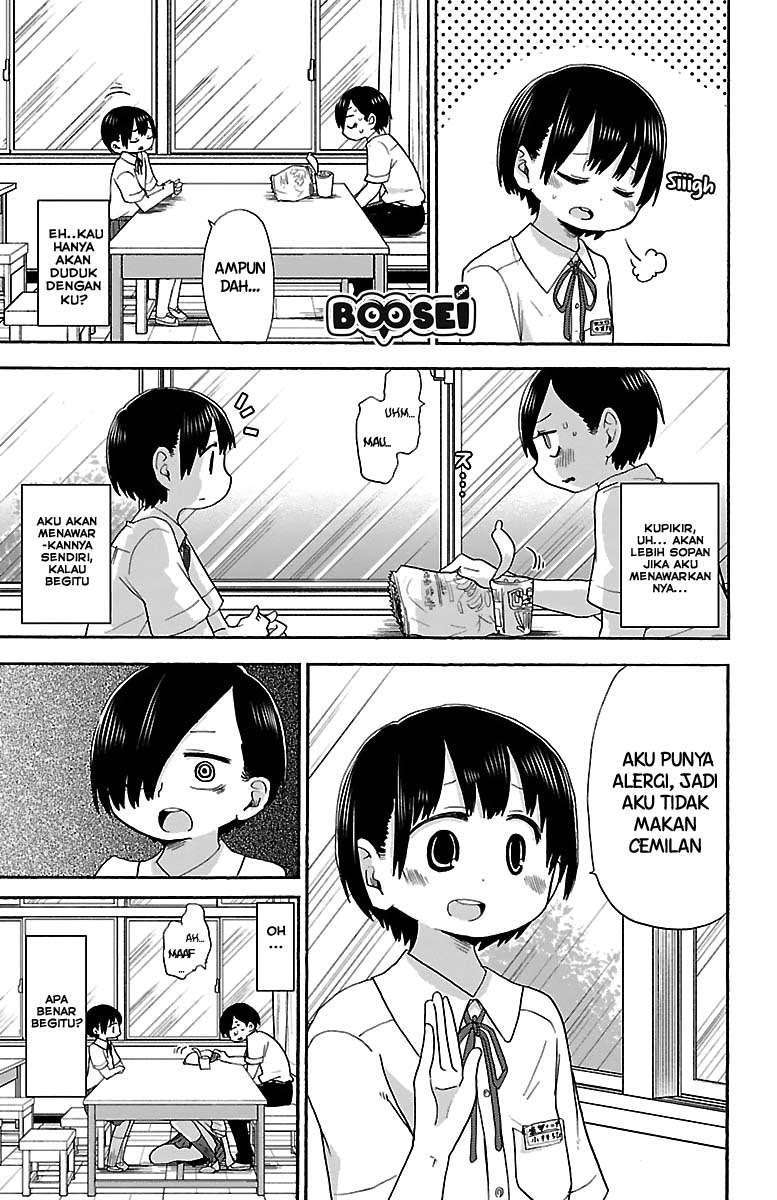 Siiigh
AMPUN
DAH...
EH..KAU
HANYA
AKAN
DUDUK
DENGAN
KU?
BOOSEI
KUPIKIR,
UH... AKAN
LEBIH SOPAN
JIKA AKU
MENAWARKAN
NYA...
ス...
UHM...
MAU...
AKU AKAN
MENAWAR
-KANNYA
SENDIRI,
KALAU
BEGITU
AKU PUNYA
ALERGI, JADI
AKU TIDAK
MAKAN
CEMILAN
OH
...
AH...
MAAF
...
APA
BENAR
BEGITU?